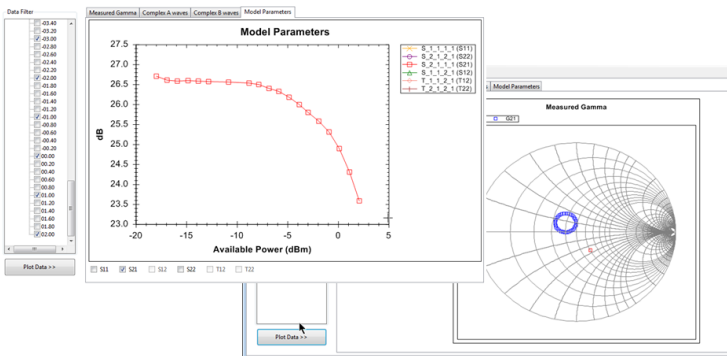 Data Filter
-03.40
-03.20
-03.00
-02.80
-02.60
-02.40
-02.20
-02.00
-01.80
-01.60
-01.40
-01.20
-01.00
-00.80
-00.60
-00.40
-00.20
00.00
00.20
00.40
00.60
00.80
01.00
01.20
01.40
01.60
01.80
02.00
Plot Data >>
Measured Gamma Complex A waves Complex B waves Model Parameters
Model Parameters
27.5
27.0
26.5
26.0
25.5
25.0
24.5
24.0
23.5
23.0
dB
-15 -10 -5 0 5
Available Power (dBm)
S_1_1_1_1 (S11)
S_1_2_1 (S22)
S_2_1_1_1 (S21)
S_1_1_2_1 (S12)
T_1_1_2_1 (T12)
T_2_1_2_1 (T22)
S11 S21 S12 S22 T12 T22
Model Parameters
Measured Gamma
G21
Plot Data >>